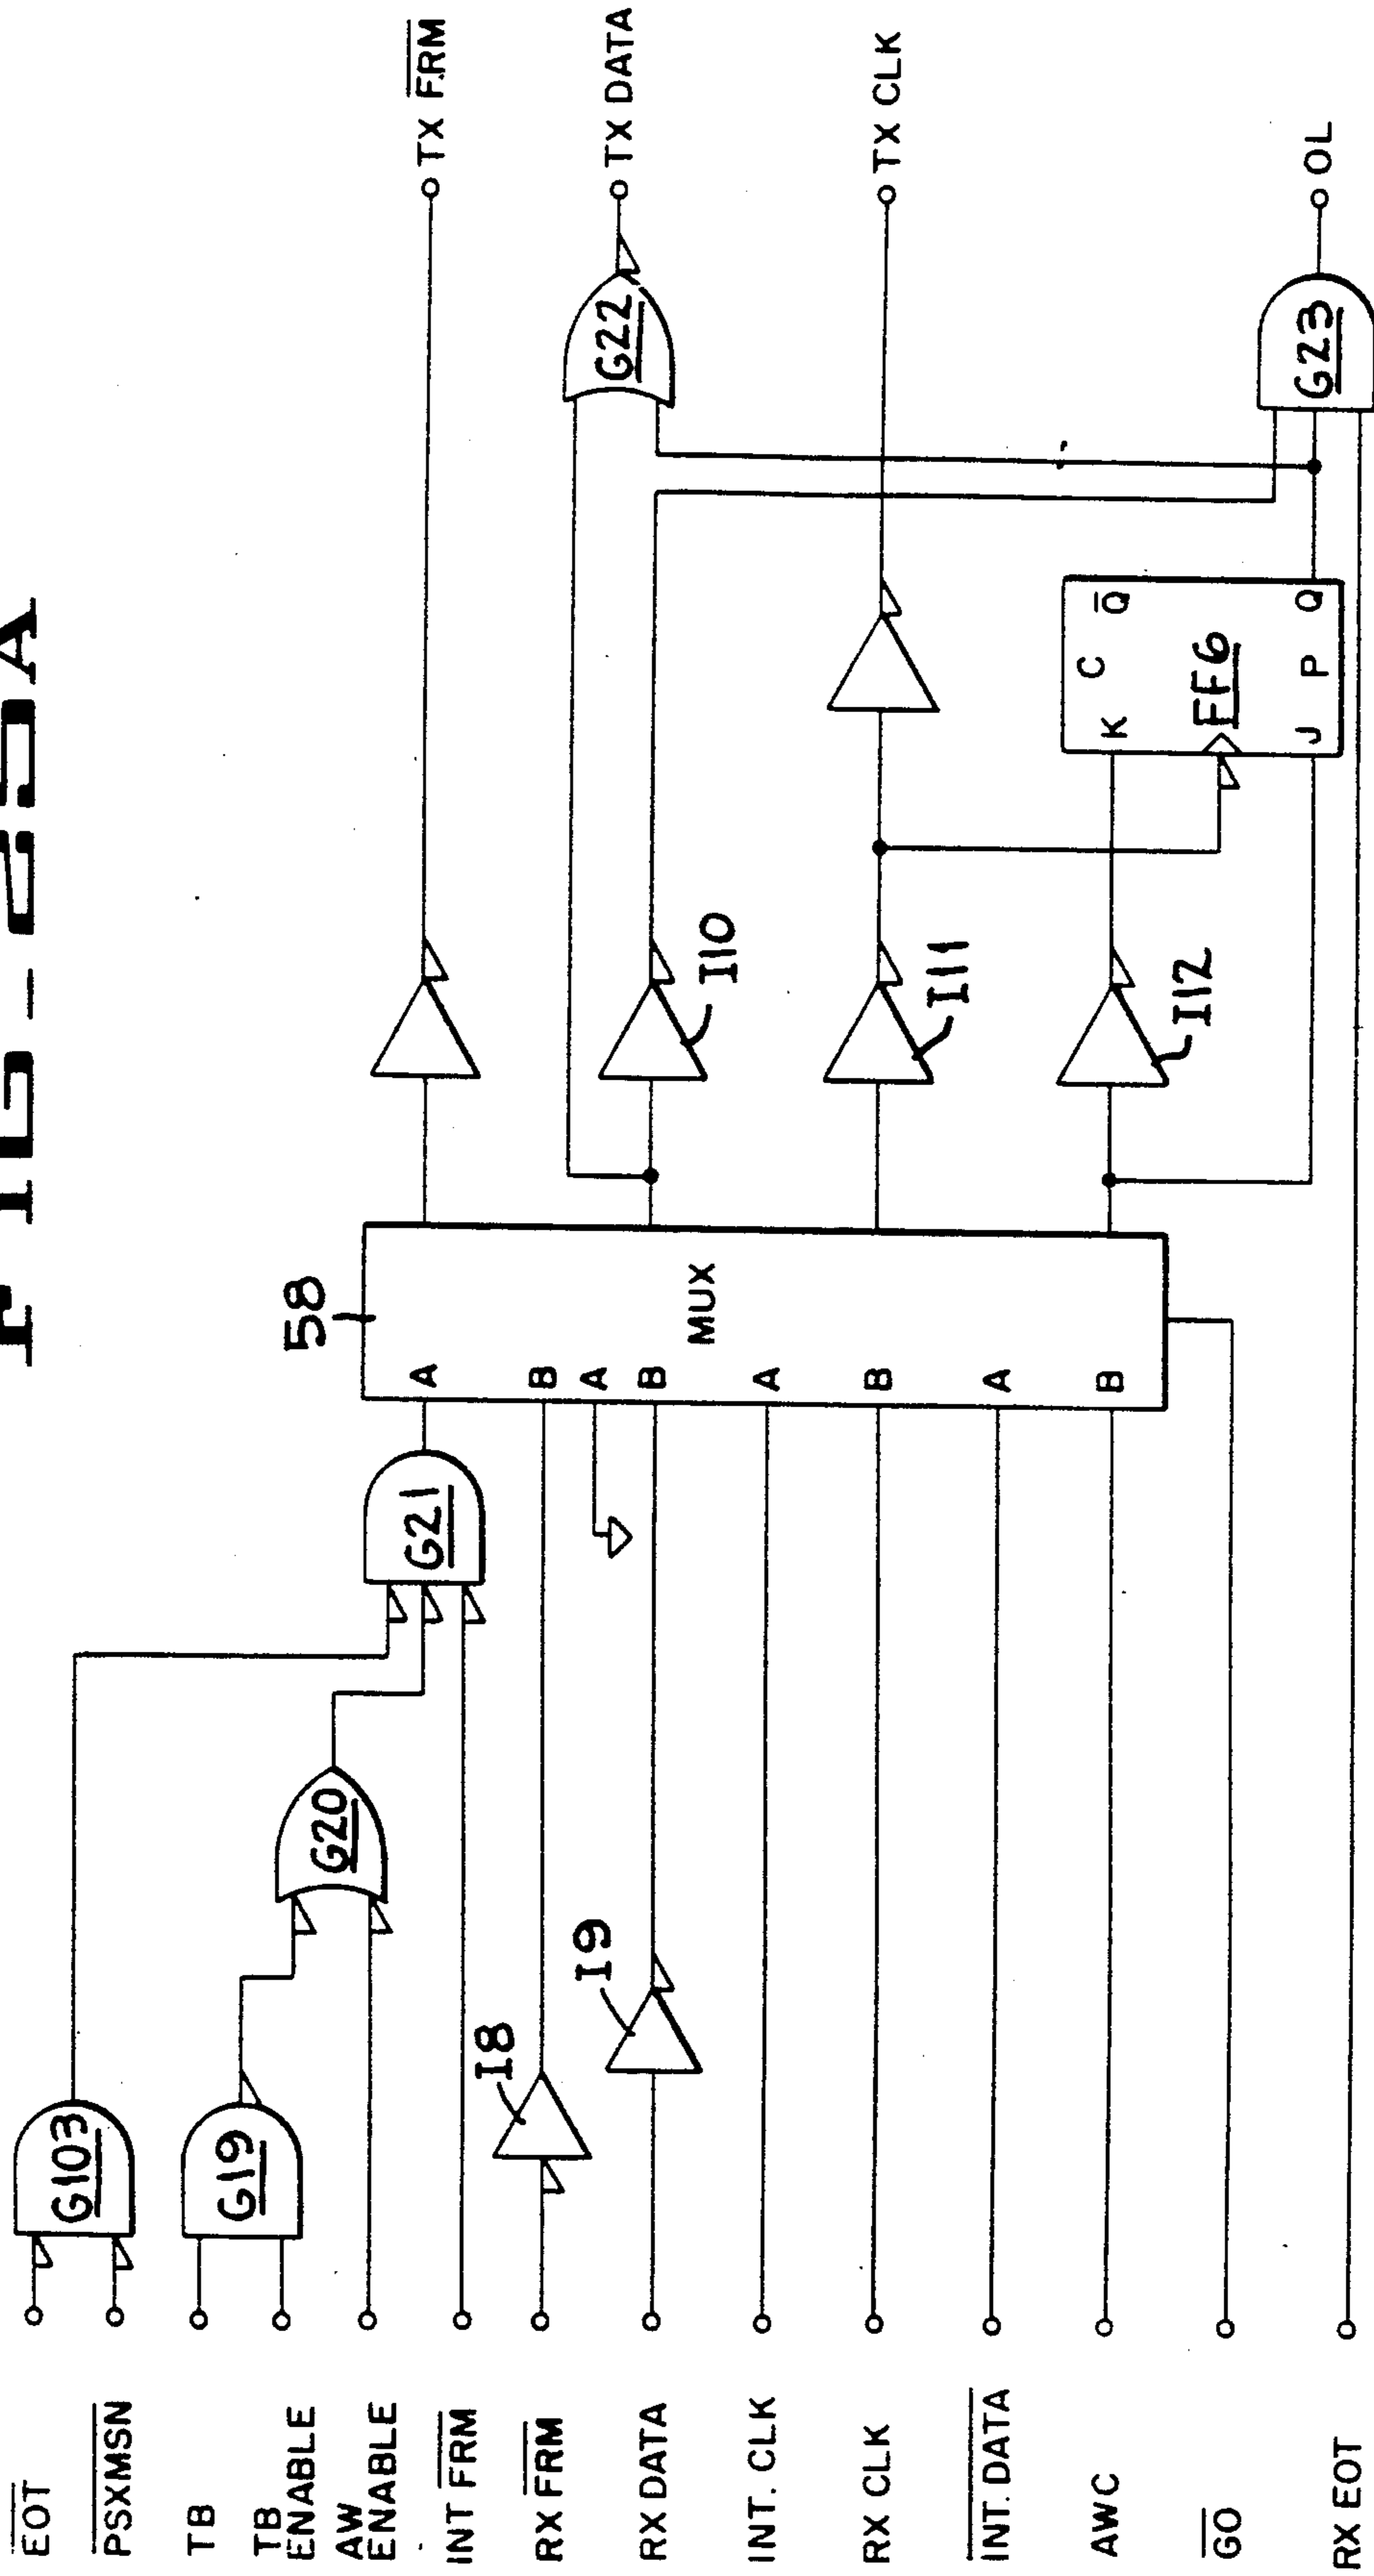 FIG-25A
EOT
PSXMSN
TB
TB ENABLE
AW ENABLE
INT FRM
RX FRM
RX DATA
INT. CLK
RX CLK
INT. DATA
AWC
GO
RX EOT
G103
G19
G20
G21
I8
I9
58
A
B
A
B
A
B
A
B
MUX
I10
I11
I12
K
C
Q
FF6
J
P
Q
G22
G23
TX FRM
TX DATA
TX CLK
OL